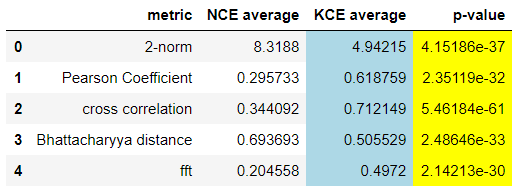 metric NCE average KCE average p-value
0 2-norm 8.3188 4.94215 4.15186e-37
1 Pearson Coefficient 0.295733 0.618759 2.35119e-32
2 cross correlation 0.344092 0.712149 5.46184e-61
3 Bhattacharyya distance 0.693693 0.505529 2.48646e-33
4 fft 0.204558 0.4972 2.14213e-30